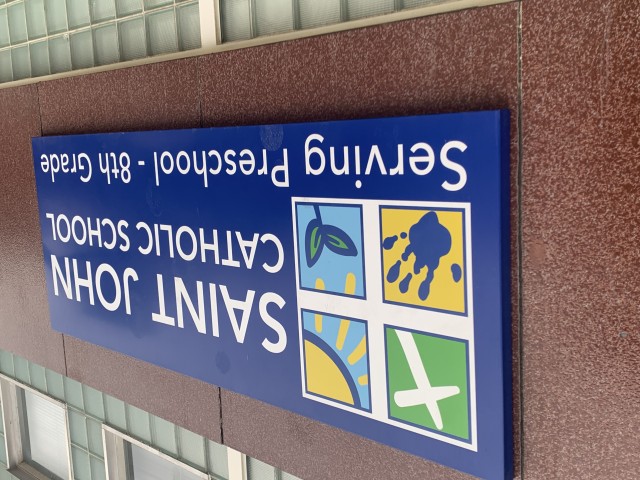 SAINT JOHN
CATHOLIC SCHOOL
Serving Preschool - 8th Grade